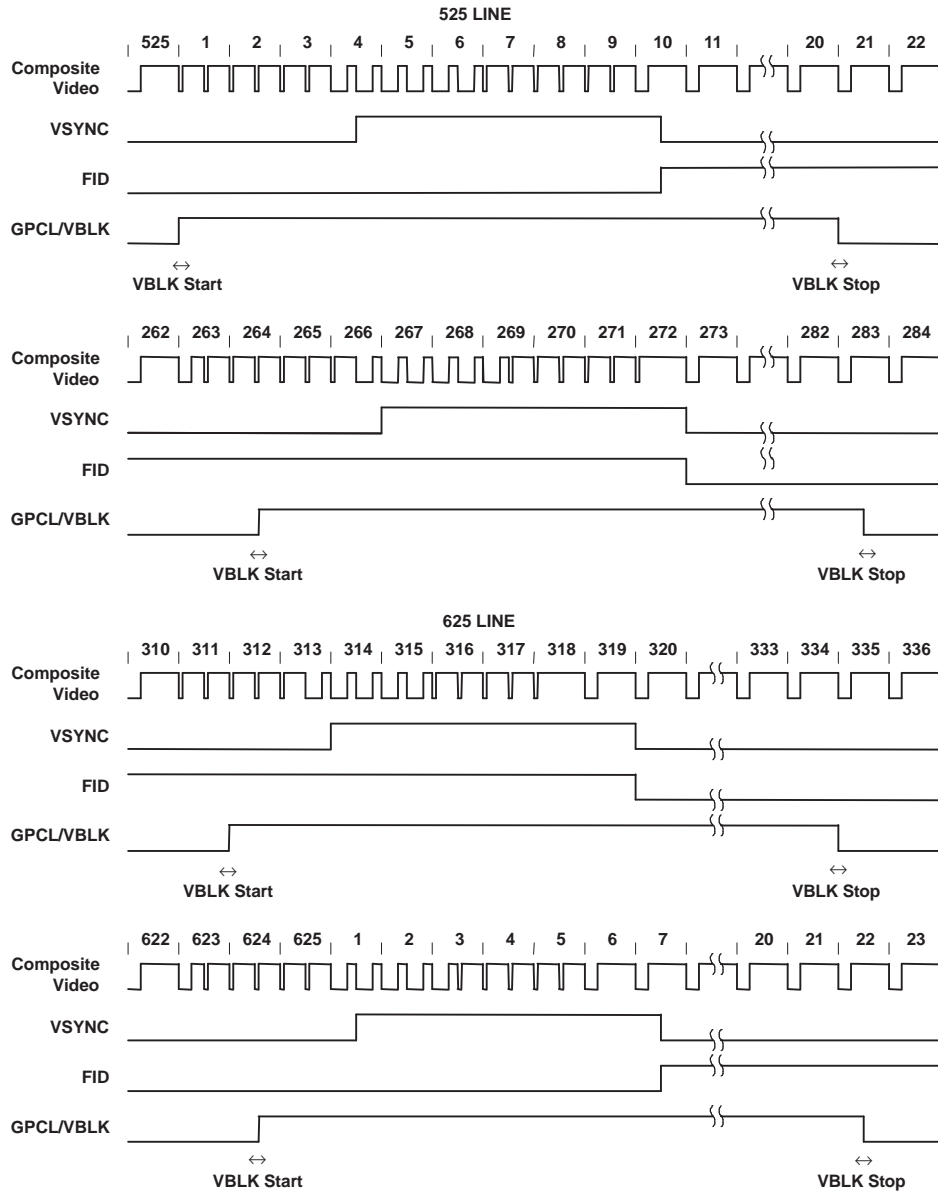 525 LINE
525 1 2 3 4 5 6 7 8 9 10 11 20 21 22
Composite
Video
VSYNC
FID
GPCL/VBLK
VBLK Start VBLK Stop
262 263 264 265 266 267 268 269 270 271 272 273 282 283 284
Composite
Video
VSYNC
FID
GPCL/VBLK
VBLK Start VBLK Stop
625 LINE
310 311 312 313 314 315 316 317 318 319 320 333 334 335 336
Composite
Video
VSYNC
FID
GPCL/VBLK
VBLK Start VBLK Stop
622 623 624 625 1 2 3 4 5 6 7 20 21 22 23
Composite
Video
VSYNC
FID
GPCL/VBLK
VBLK Start VBLK Stop